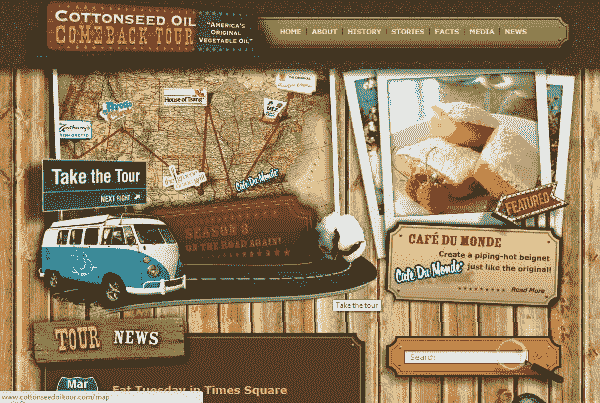 COTTONSEED OIL
COMEBACK TOUR
"AMERICA'S
ORIGINAL
VEGETABLE OIL"
HOME | ABOUT | HISTORY | STORIES | FACTS | MEDIA | NEWS
House of Tsang
Cafe Du Monde
Take the Tour
NEXT RIGHT
SEASON 3
ON THE ROAD AGAIN!
FEATURED
CAFÉ DU MONDE
Create a piping-hot beignet
Cafe Du Monde
just like the original!
Read More
Take the tour
TOUR NEWS
Search
Mar
Fat Tuesday in Times Square
www.cottonseedoiltour.com/map